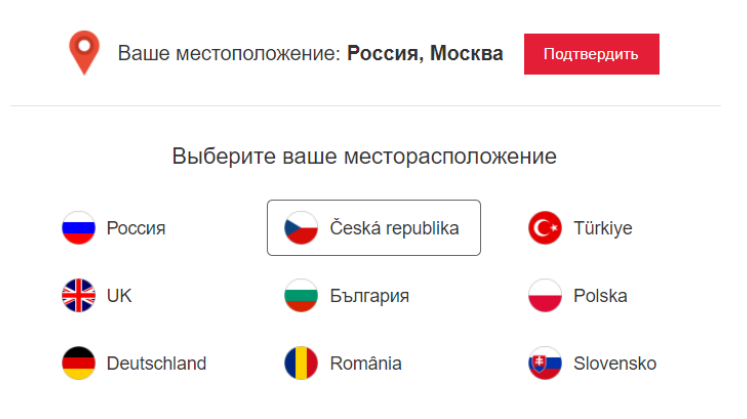 Ваше местоположение: Россия, Москва Подтвердить
Выберите ваше месторасположение
Россия Česká republika Türkiye
UK България Polska
Deutschland România Slovensko